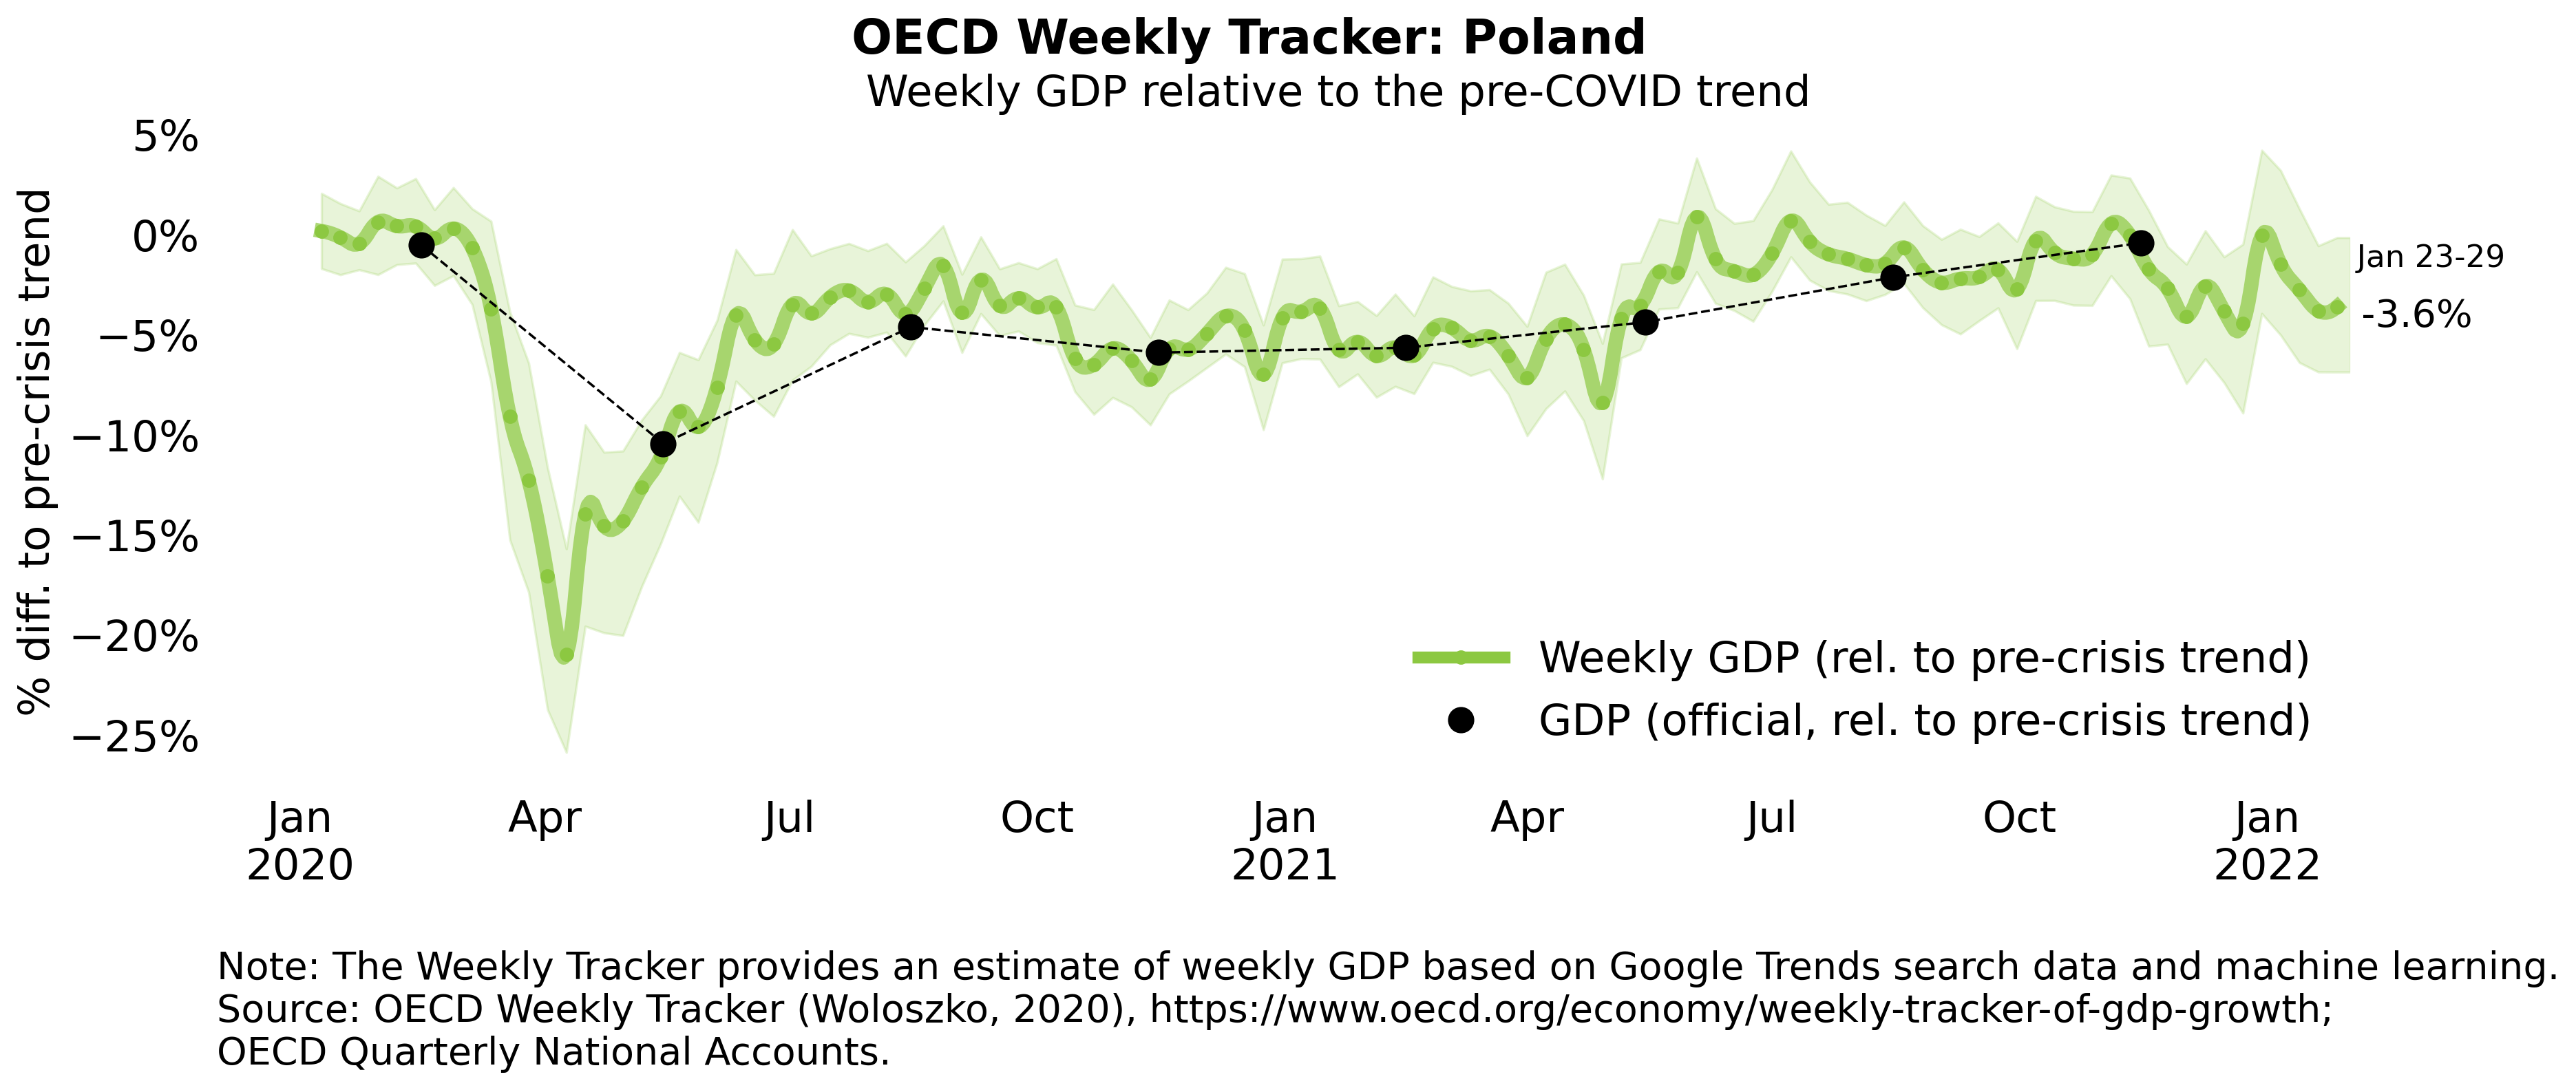 OECD Weekly Tracker: Poland
Weekly GDP relative to the pre-COVID trend
% diff. to pre-crisis trend
5%
0%
−5%
−10%
−15%
−20%
−25%
Jan 23-29
-3.6%
Weekly GDP (rel. to pre-crisis trend)
GDP (official, rel. to pre-crisis trend)
Jan Apr Jul Oct Jan Apr Jul Oct Jan
2020 2021 2022
Note: The Weekly Tracker provides an estimate of weekly GDP based on Google Trends search data and machine learning.
Source: OECD Weekly Tracker (Woloszko, 2020), https://www.oecd.org/economy/weekly-tracker-of-gdp-growth;
OECD Quarterly National Accounts.